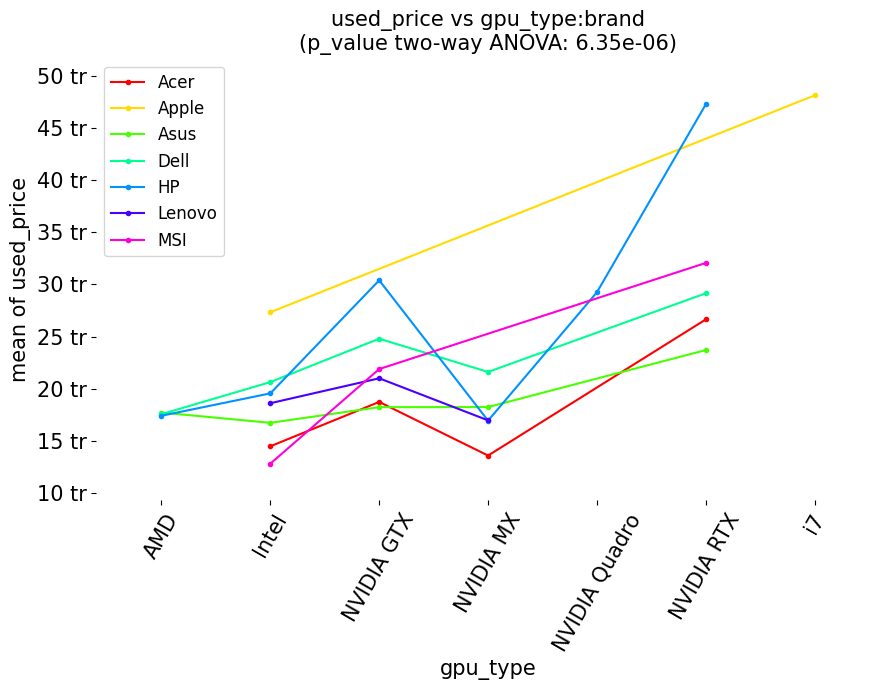 used_price vs gpu_type:brand
(p_value two-way ANOVA: 6.35e-06)
50 tr
45 tr
40 tr
35 tr
30 tr
25 tr
20 tr
15 tr
10 tr
mean of used_price
Acer
Apple
Asus
Dell
HP
Lenovo
MSI
AMD
Intel
NVIDIA GTX
NVIDIA MX
NVIDIA Quadro
NVIDIA RTX
i7
gpu_type